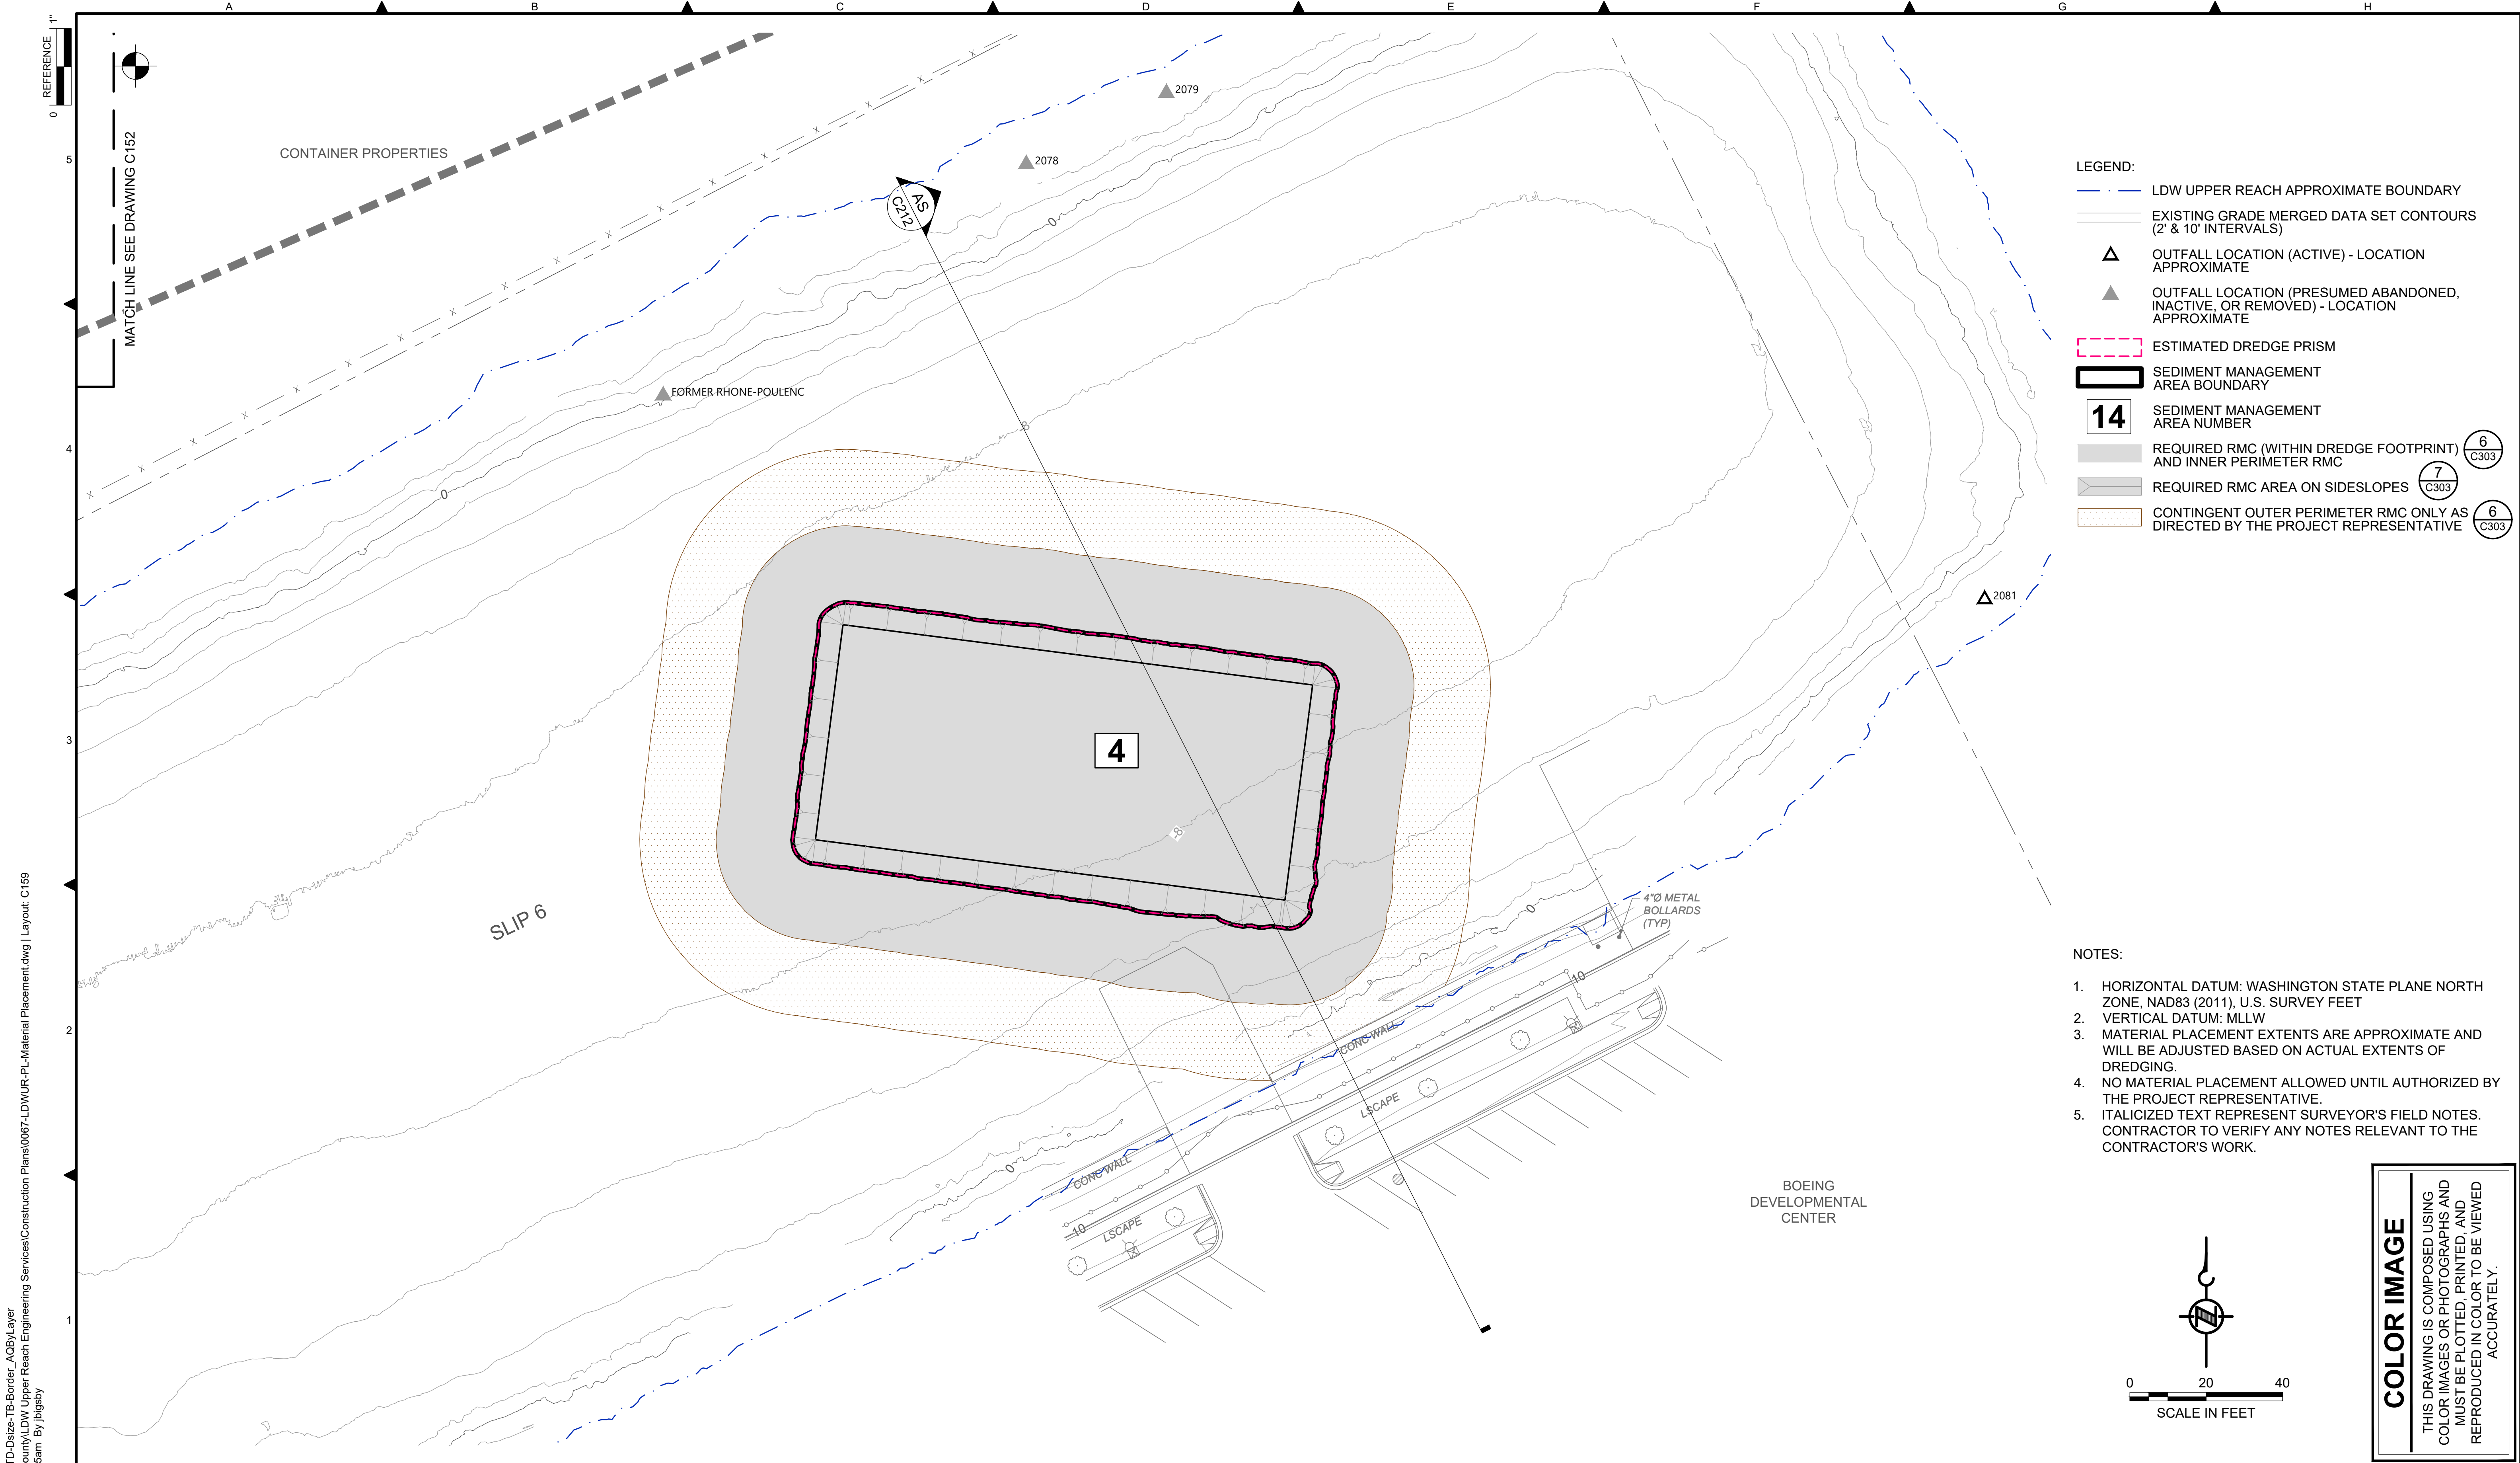 A
B
C
D
E
F
G
H
1"
REFERENCE
0
5
4
3
2
1
MATCH LINE SEE DRAWING C152
CONTAINER PROPERTIES
2079
2078
AS
C212
0
FORMER RHONE-POULENC
-8
0
4
-8
SLIP 6
2081
0
4"Ø METAL
BOLLARDS
(TYP)
10
CONC WALL
LSCAPE
0
CONC WALL
10
LSCAPE
BOEING
DEVELOPMENTAL
CENTER
LEGEND:
LDW UPPER REACH APPROXIMATE BOUNDARY
EXISTING GRADE MERGED DATA SET CONTOURS
(2' & 10' INTERVALS)
OUTFALL LOCATION (ACTIVE) - LOCATION
APPROXIMATE
OUTFALL LOCATION (PRESUMED ABANDONED,
INACTIVE, OR REMOVED) - LOCATION
APPROXIMATE
ESTIMATED DREDGE PRISM
SEDIMENT MANAGEMENT
AREA BOUNDARY
14
SEDIMENT MANAGEMENT
AREA NUMBER
REQUIRED RMC (WITHIN DREDGE FOOTPRINT)
AND INNER PERIMETER RMC
6
C303
REQUIRED RMC AREA ON SIDESLOPES
7
C303
CONTINGENT OUTER PERIMETER RMC ONLY AS
DIRECTED BY THE PROJECT REPRESENTATIVE
6
C303
NOTES:
1. HORIZONTAL DATUM: WASHINGTON STATE PLANE NORTH
ZONE, NAD83 (2011), U.S. SURVEY FEET
2. VERTICAL DATUM: MLLW
3. MATERIAL PLACEMENT EXTENTS ARE APPROXIMATE AND
WILL BE ADJUSTED BASED ON ACTUAL EXTENTS OF
DREDGING.
4. NO MATERIAL PLACEMENT ALLOWED UNTIL AUTHORIZED BY
THE PROJECT REPRESENTATIVE.
5. ITALICIZED TEXT REPRESENT SURVEYOR'S FIELD NOTES.
CONTRACTOR TO VERIFY ANY NOTES RELEVANT TO THE
CONTRACTOR'S WORK.
N
0 20 40
SCALE IN FEET
COLOR IMAGE
THIS DRAWING IS COMPOSED USING
COLOR IMAGES OR PHOTOGRAPHS AND
MUST BE PLOTTED, PRINTED, AND
REPRODUCED IN COLOR TO BE VIEWED
ACCURATELY.
TD-Dsize-TB-Border_AQByLayer
ounty\LDW Upper Reach Engineering Services\Construction Plans\0067-LDWUR-PL-Material Placement.dwg | Layout: C159
5am By jbigsby